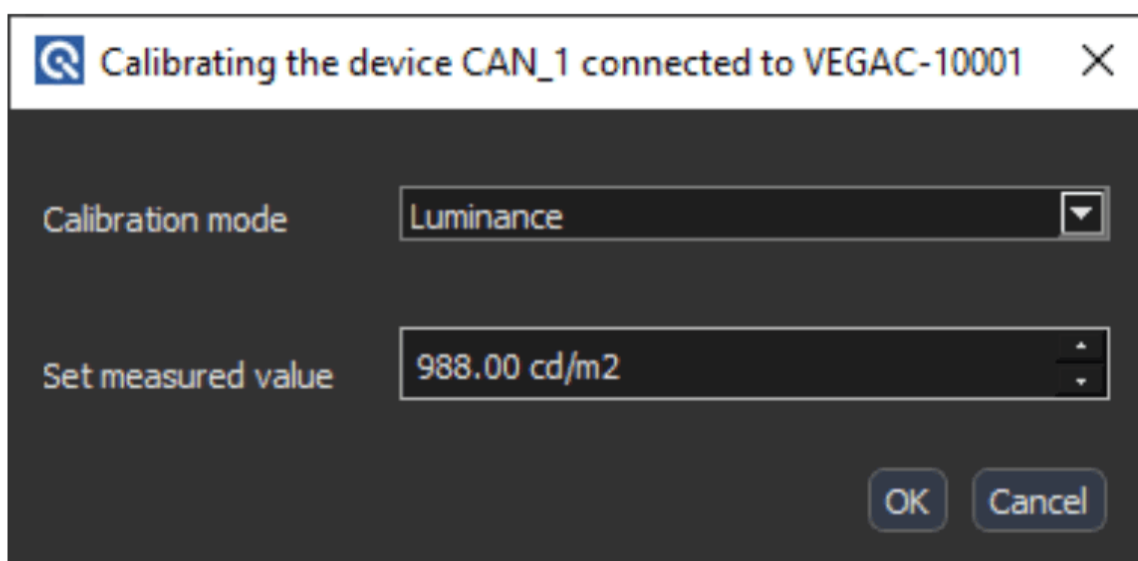 Calibrating the device CAN_1 connected to VEGAC-10001
Calibration mode
Luminance
Set measured value
988.00 cd/m2
OK
Cancel